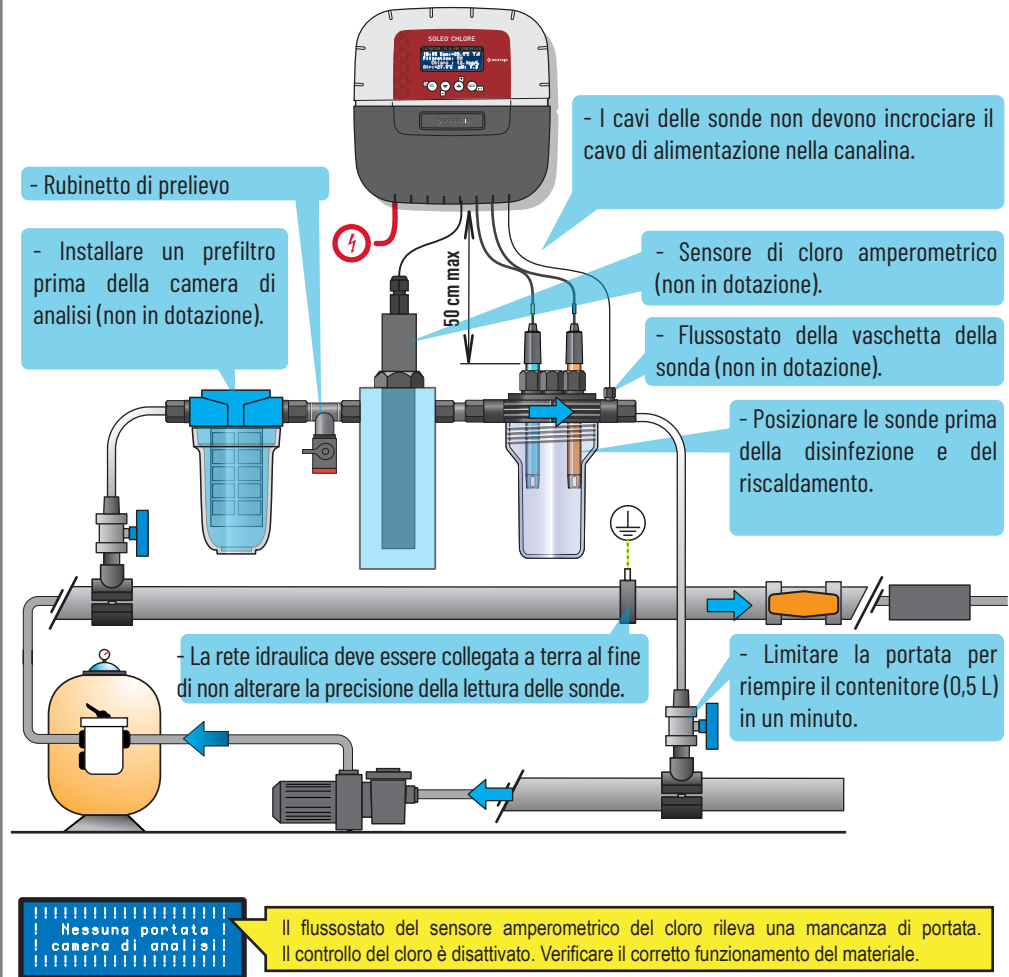 SOLEO' CHLORE
- I cavi delle sonde non devono incrociare il
cavo di alimentazione nella canalina.
- Rubinetto di prelievo
- Installare un prefiltro
prima della camera di
analisi (non in dotazione).
50 cm max
- Sensore di cloro amperometrico
(non in dotazione).
- Flussostato della vaschetta della
sonda (non in dotazione).
- Posizionare le sonde prima
della disinfezione e del
riscaldamento.
- La rete idraulica deve essere collegata a terra al fine
di non alterare la precisione della lettura delle sonde.
- Limitare la portata per
riempire il contenitore (0,5 L)
in un minuto.
!!!!!!!!!!!!!!!!!!!!
! Nessuna portata !
! camera di analisi!
!!!!!!!!!!!!!!!!!!!!
Il flussostato del sensore amperometrico del cloro rileva una mancanza di portata.
Il controllo del cloro è disattivato. Verificare il corretto funzionamento del materiale.